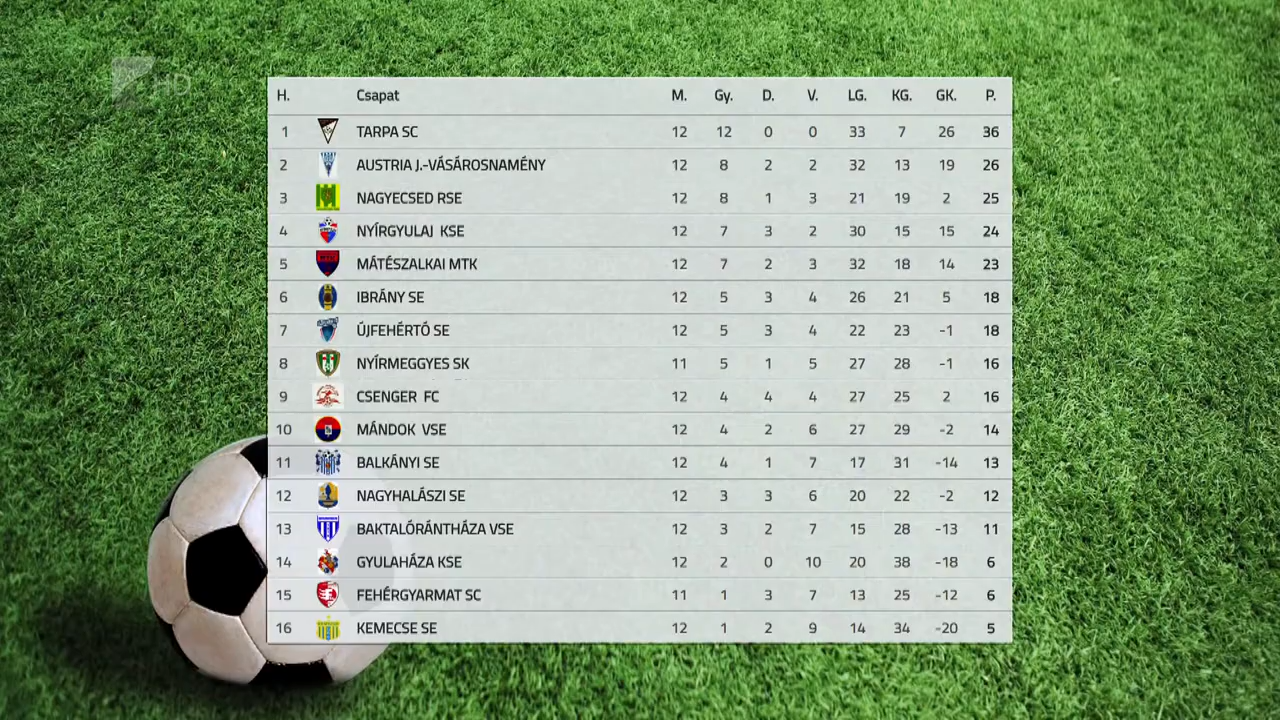 HD
H. Csapat M. Gy. D. V. LG. KG. GK. P.
1 TARPA SC 12 12 0 0 33 7 26 36
2 AUSTRIA J.-VÁSÁROSNAMÉNY 12 8 2 2 32 13 19 26
3 NAGYECSED RSE 12 8 1 3 21 19 2 25
4 NYÍRGYULAJ KSE 12 7 3 2 30 15 15 24
5 MÁTÉSZALKAI MTK 12 7 2 3 32 18 14 23
6 IBRÁNY SE 12 5 3 4 26 21 5 18
7 ÚJFEHÉRTÓ SE 12 5 3 4 22 23 -1 18
8 NYÍRMEGGYES SK 11 5 1 5 27 28 -1 16
9 CSENGER FC 12 4 4 4 27 25 2 16
10 MÁNDOK VSE 12 4 2 6 27 29 -2 14
11 BALKÁNYI SE 12 4 1 7 17 31 -14 13
12 NAGYHALÁSZI SE 12 3 3 6 20 22 -2 12
13 BAKTALÓRÁNTHÁZA VSE 12 3 2 7 15 28 -13 11
14 GYULAHÁZA KSE 12 2 0 10 20 38 -18 6
15 FEHÉRGYARMAT SC 11 1 3 7 13 25 -12 6
16 KEMECSE SE 12 1 2 9 14 34 -20 5